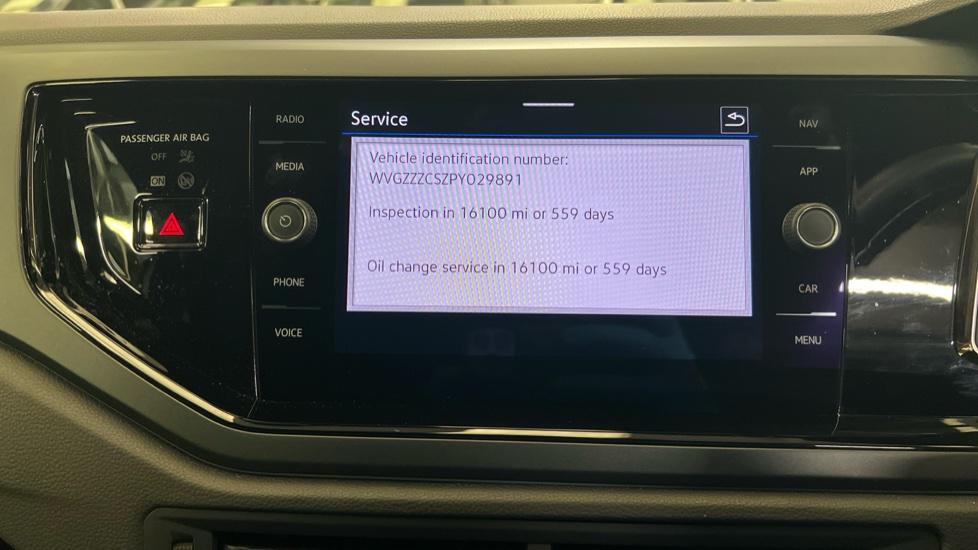 PASSENGER AIR BAG
OFF
ON
RADIO
MEDIA
PHONE
VOICE
Service
Vehicle identification number:
WVGZZZCSZPY029891
Inspection in 16100 mi or 559 days
Oil change service in 16100 mi or 559 days
NAV
APP
CAR
MENU